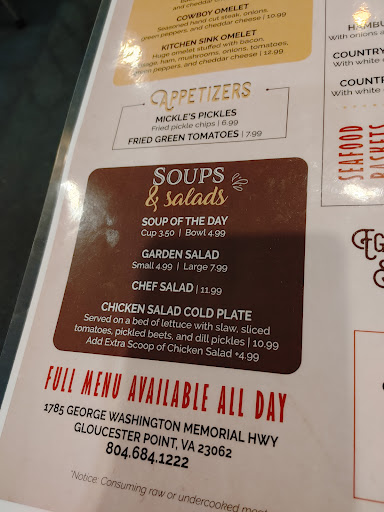 and cheddar cheese |
COWBOY OMELET
Seasoned hand cut steak, onions,
green peppers, and cheddar cheese | 10.99
KITCHEN SINK OMELET
Huge omelet stuffed with bacon,
ham, mushrooms, onions, tomatoes,
green peppers, and cheddar cheese | 12.99
APPETIZERS
MICKLE'S PICKLES
Fried pickle chips | 6.99
FRIED GREEN TOMATOES | 7.99
SOUPS
& salads
SOUP OF THE DAY
Cup 3.50 | Bowl 4.99
GARDEN SALAD
Small 4.99 | Large 7.99
CHEF SALAD | 11.99
CHICKEN SALAD COLD PLATE
Served on a bed of lettuce with slaw, sliced
tomatoes, pickled beets, and dill pickles | 10.99
Add Extra Scoop of Chicken Salad +4.99
FULL MENU AVAILABLE ALL DAY
1785 GEORGE WASHINGTON MEMORIAL HWY
GLOUCESTER POINT, VA 23062
804.684.1222
*Notice: Consuming raw or undercooked
With onions
COUNTRY
With white
COUNT
With white
SEAFOOD
BASKETS